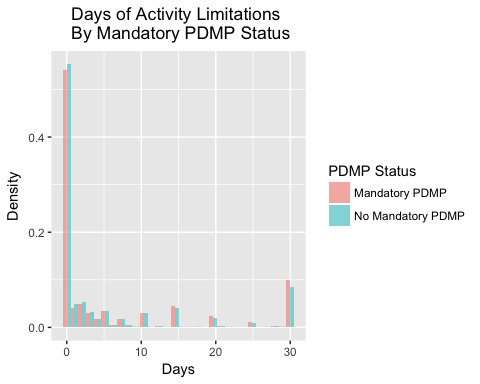 Days of Activity Limitations
By Mandatory PDMP Status
Density
0.4
0.2
0.0
0 10 20 30
Days
PDMP Status
Mandatory PDMP
No Mandatory PDMP